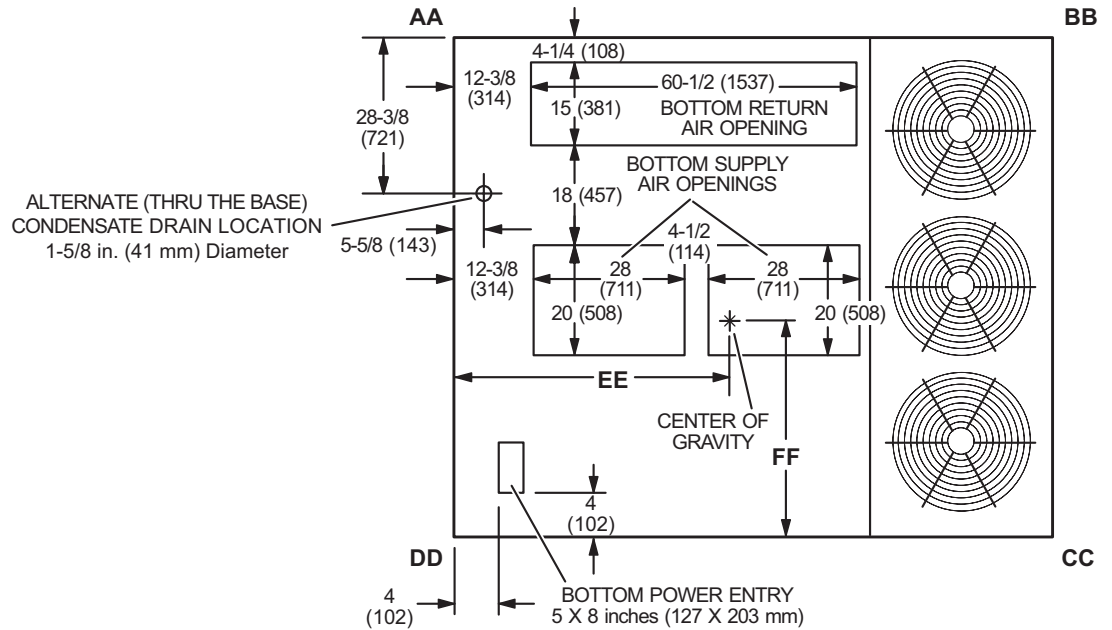 AA
BB
4-1/4 (108)
12-3/8
(314)
60-1/2 (1537)
28-3/8
(721)
15 (381)
BOTTOM RETURN
AIR OPENING
BOTTOM SUPPLY
AIR OPENINGS
18 (457)
ALTERNATE (THRU THE BASE)
CONDENSATE DRAIN LOCATION
1-5/8 in. (41 mm) Diameter
5-5/8 (143)
4-1/2
(114)
12-3/8
(314)
28
(711)
28
(711)
20 (508)
20 (508)
EE
CENTER OF
GRAVITY
FF
4
(102)
DD
CC
4
(102)
BOTTOM POWER ENTRY
5 X 8 inches (127 X 203 mm)